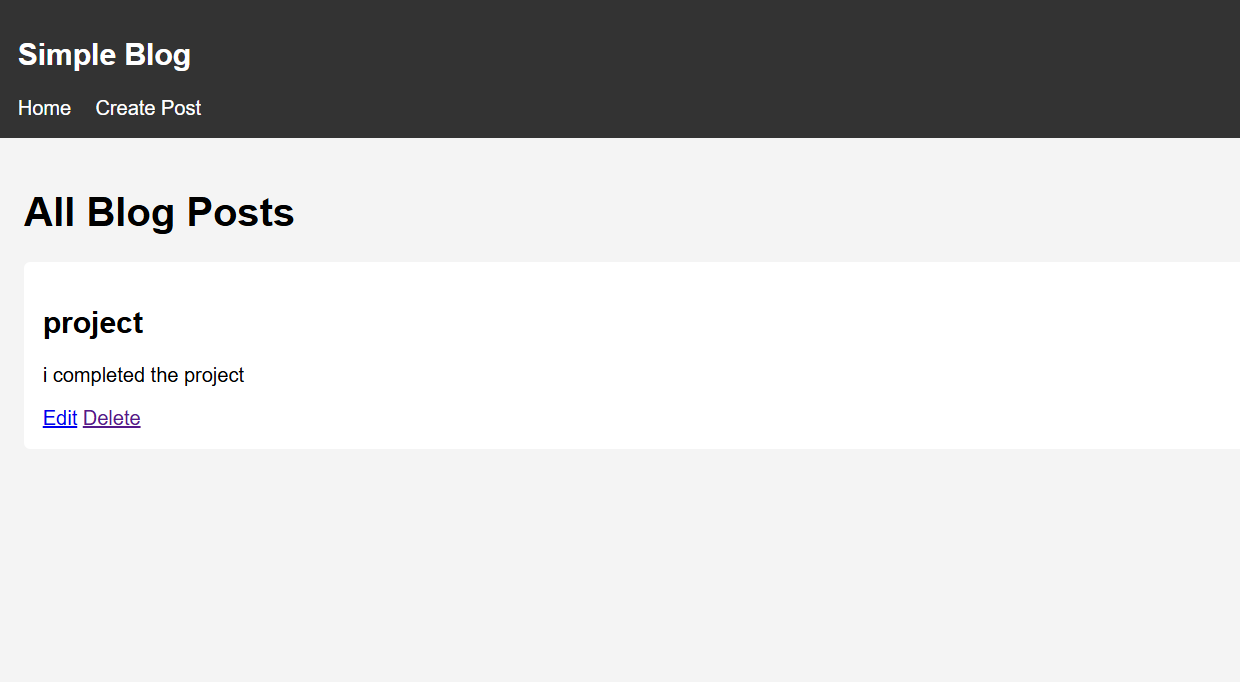 Simple Blog
Home Create Post
All Blog Posts
project
i completed the project
Edit Delete